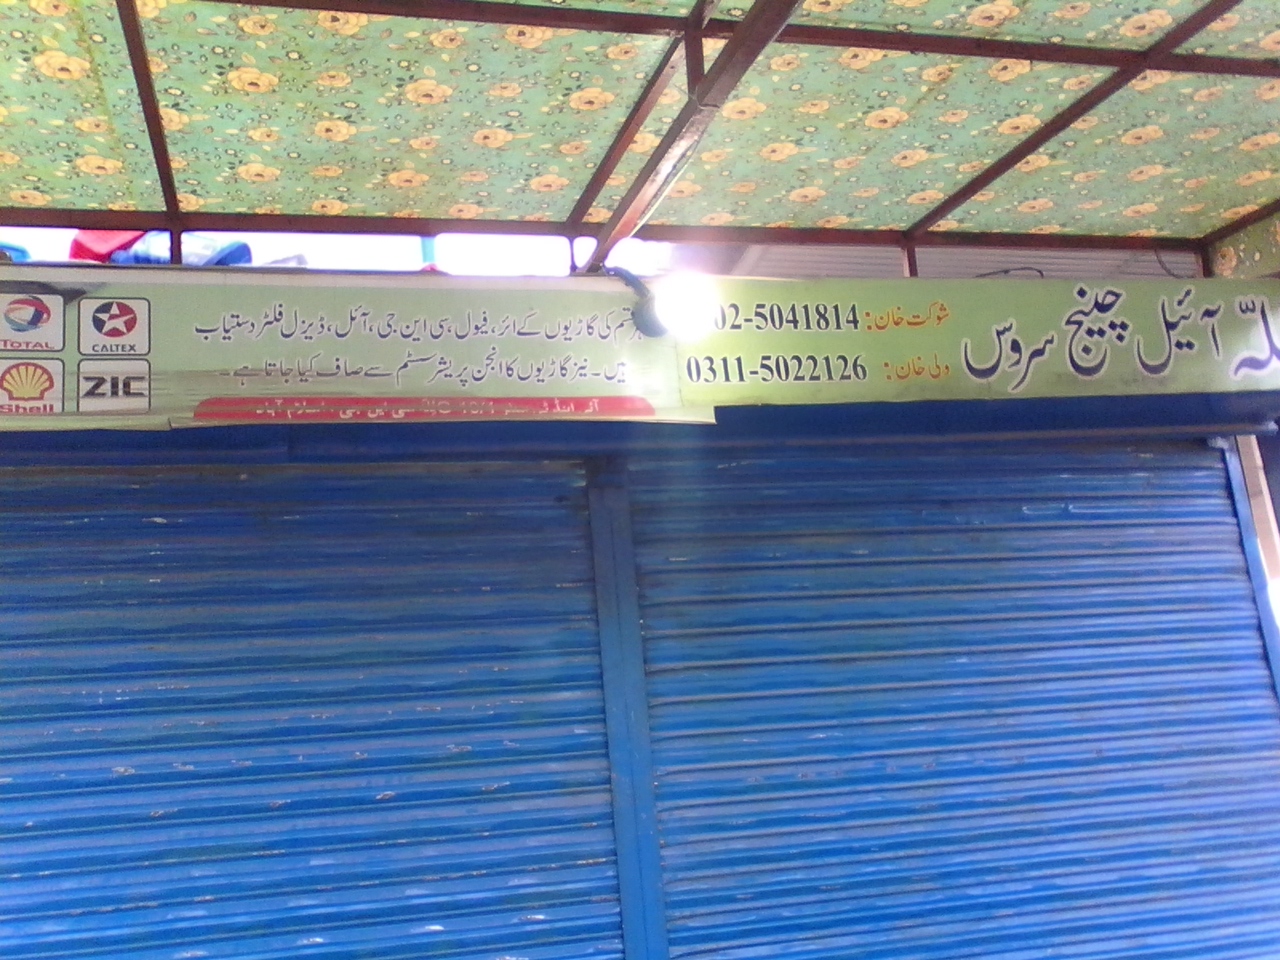 آئیل چینج سروس
شوکت خان: 02-5041814
ولی خان: 0311-5022126
قسم کی گاڑیوں کے ائر، فیول، سی این جی، آئل، ڈیزل فلٹر دستیاب
ہیں۔ نیز گاڑیوں کا انجن پریشر سسٹم سے صاف کیا جاتا ہے۔
TOTAL
CALTEX
Shell
ZIC